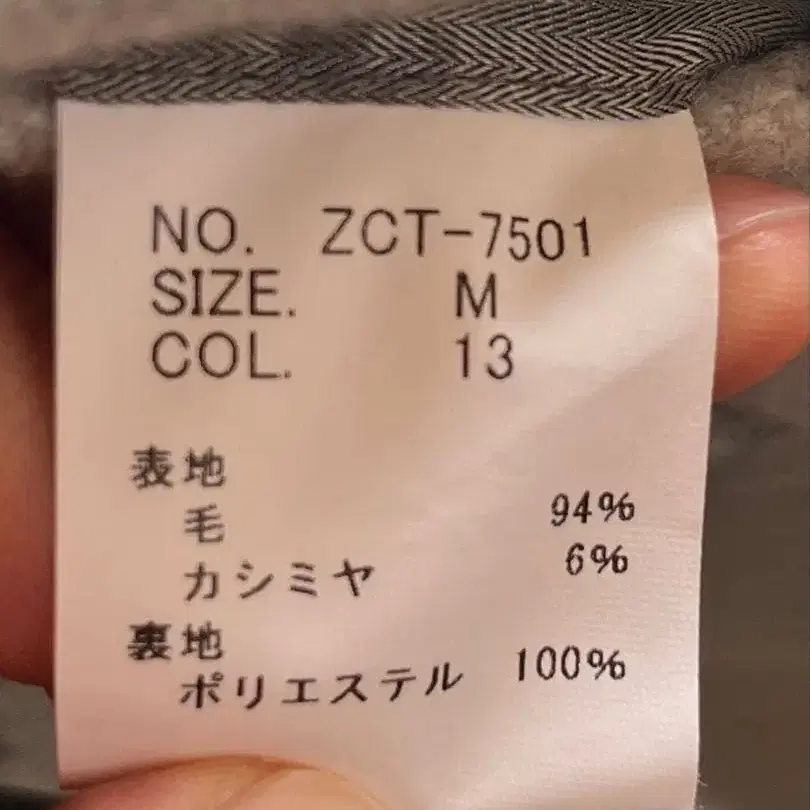 NO. ZCT-7501
SIZE. M
COL. 13
表地
毛 94%
カシミヤ 6%
裏地
ポリエステル 100%